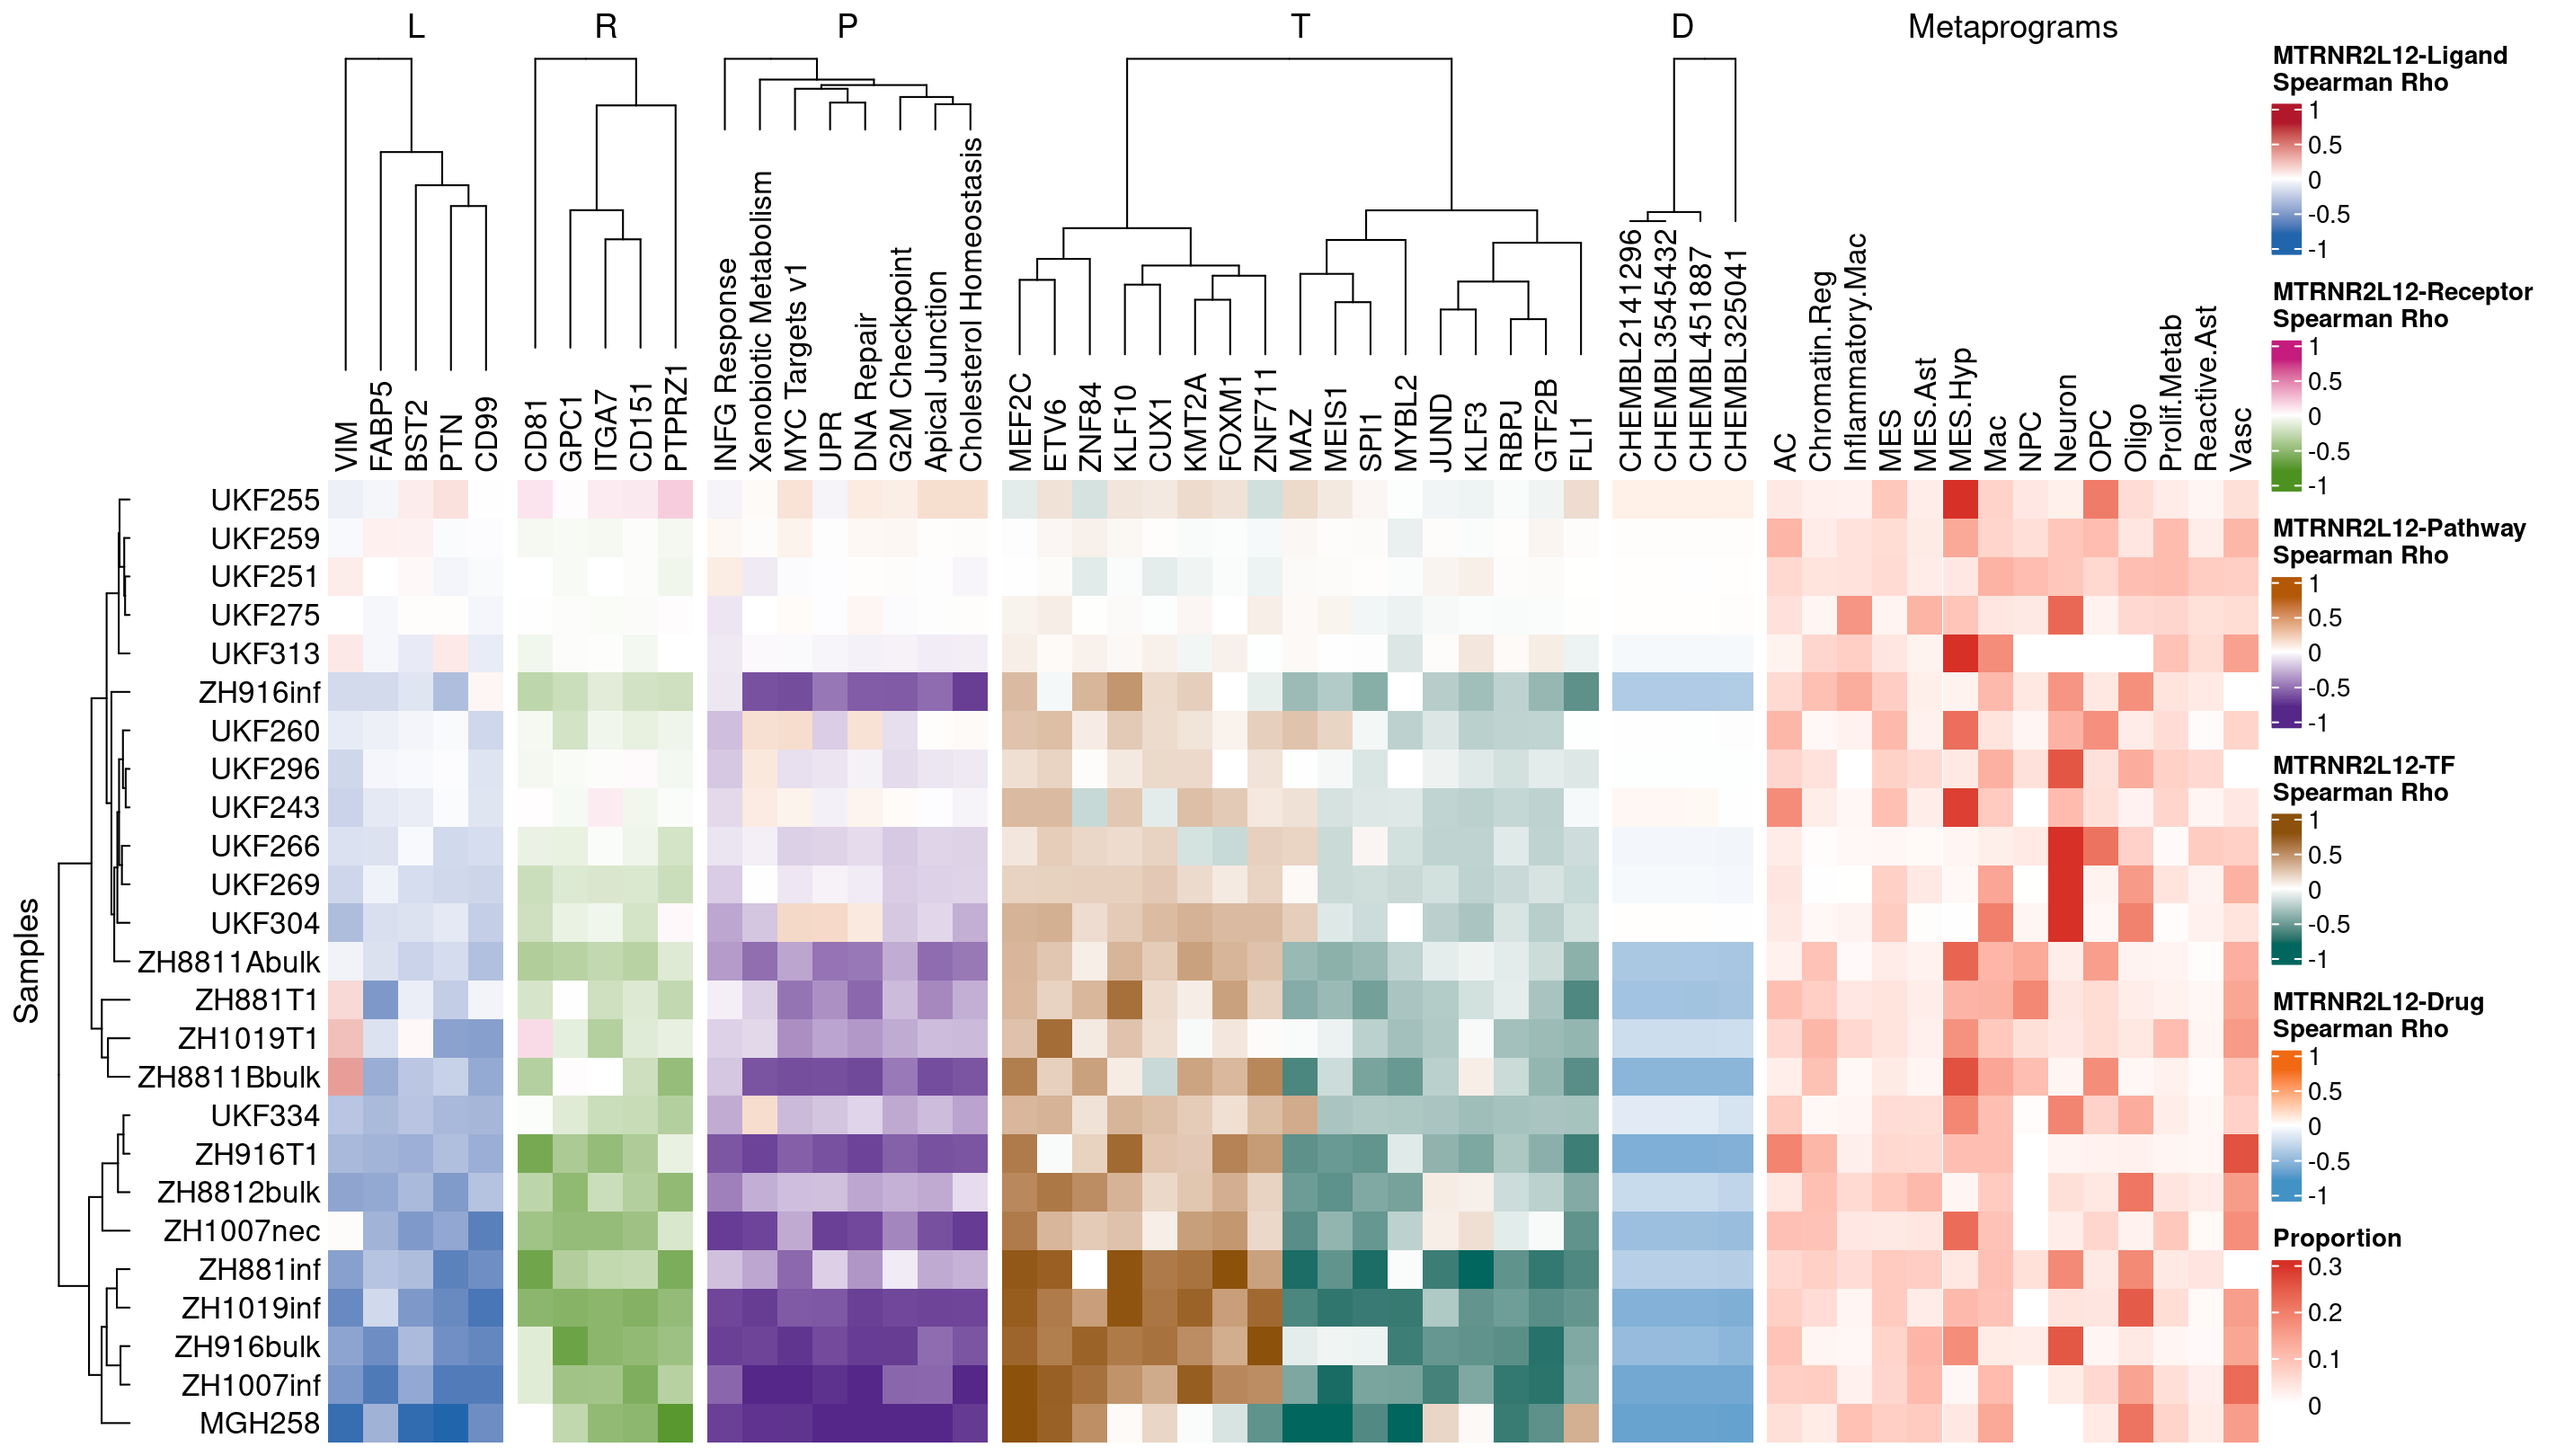 L
R
P
T
D
Metaprograms
VIM
FABP5
BST2
PTN
CD99
CD81
GPC1
ITGA7
CD151
PTPRZ1
INFG Response
Xenobiotic Metabolism
MYC Targets v1
UPR
DNA Repair
G2M Checkpoint
Apical Junction
Cholesterol Homeostasis
MEF2C
ETV6
ZNF84
KLF10
CUX1
KMT2A
FOXM1
ZNF711
MAZ
MEIS1
SPI1
MYBL2
JUND
KLF3
RBPJ
GTF2B
FLI1
CHEMBL2141296
CHEMBL3545432
CHEMBL451887
CHEMBL325041
AC
Chromatin.Reg
Inflammatory.Mac
MES
MES.Ast
MES.Hyp
Mac
NPC
Neuron
OPC
Oligo
Prolif.Metab
Reactive.Ast
Vasc
Samples
UKF255
UKF259
UKF251
UKF275
UKF313
ZH916inf
UKF260
UKF296
UKF243
UKF266
UKF269
UKF304
ZH8811Abulk
ZH881T1
ZH1019T1
ZH8811Bbulk
UKF334
ZH916T1
ZH8812bulk
ZH1007nec
ZH881inf
ZH1019inf
ZH916bulk
ZH1007inf
MGH258
MTRNR2L12-Ligand
Spearman Rho
1
0.5
0
-0.5
-1
MTRNR2L12-Receptor
Spearman Rho
1
0.5
0
-0.5
-1
MTRNR2L12-Pathway
Spearman Rho
1
0.5
0
-0.5
-1
MTRNR2L12-TF
Spearman Rho
1
0.5
0
-0.5
-1
MTRNR2L12-Drug
Spearman Rho
1
0.5
0
-0.5
-1
Proportion
0.3
0.2
0.1
0